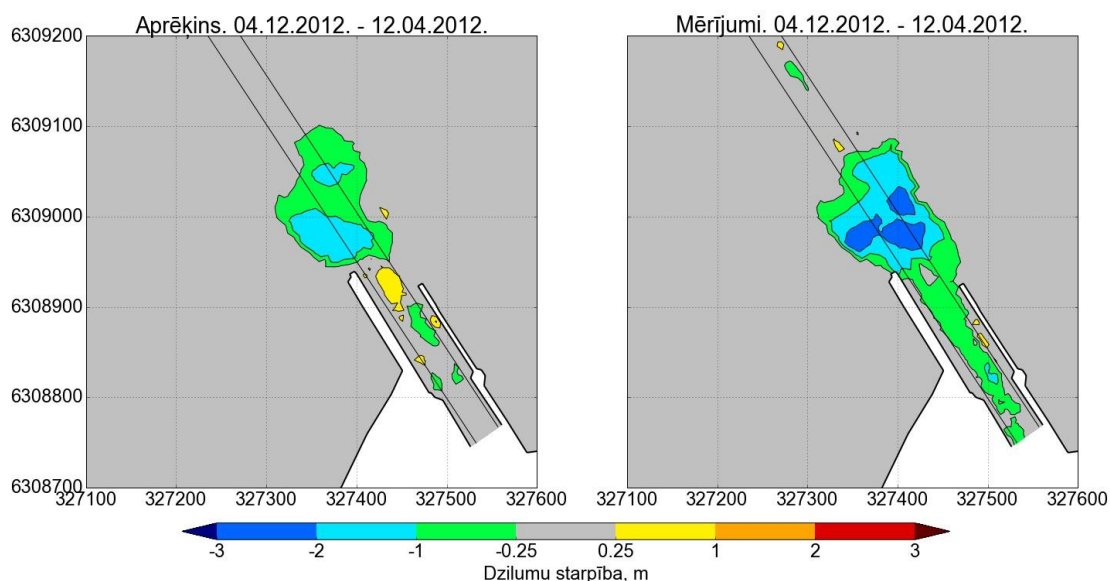 Aprēķins. 04.12.2012. - 12.04.2012.
Mērījumi. 04.12.2012. - 12.04.2012.
6309200
6309100
6309000
6308900
6308800
6308700
327100 327200 327300 327400 327500 327600
327100 327200 327300 327400 327500 327600
-3 -2 -1 -0.25 0.25 1 2 3
Dziļumu starpība, m